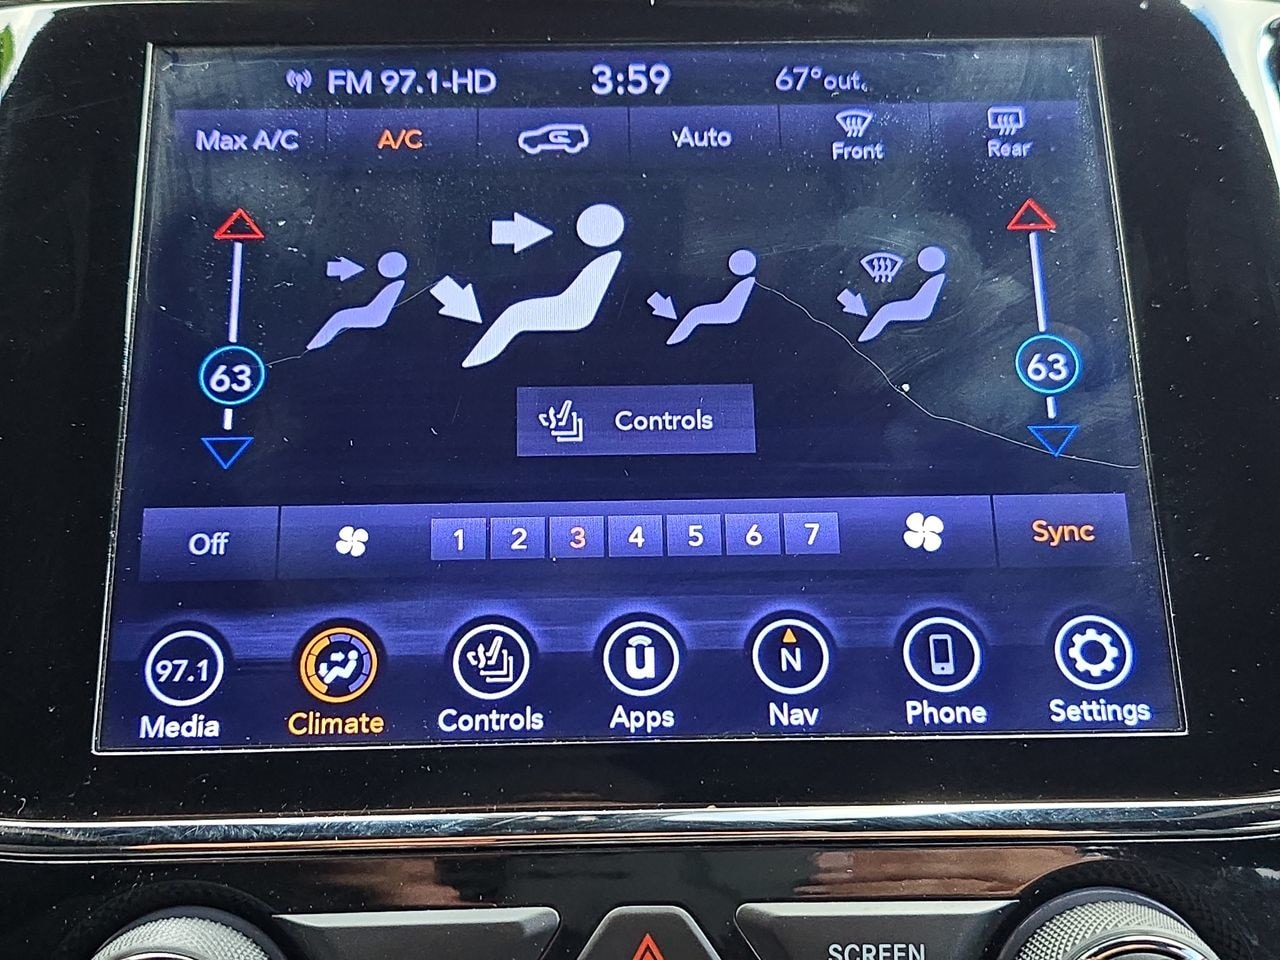 FM 97.1-HD 3:59 67°out
Max A/C A/C Auto Front Rear
63 63
Controls
Off 1 2 3 4 5 6 7 Sync
97.1 u N
Media Climate Controls Apps Nav Phone Settings
SCREEN